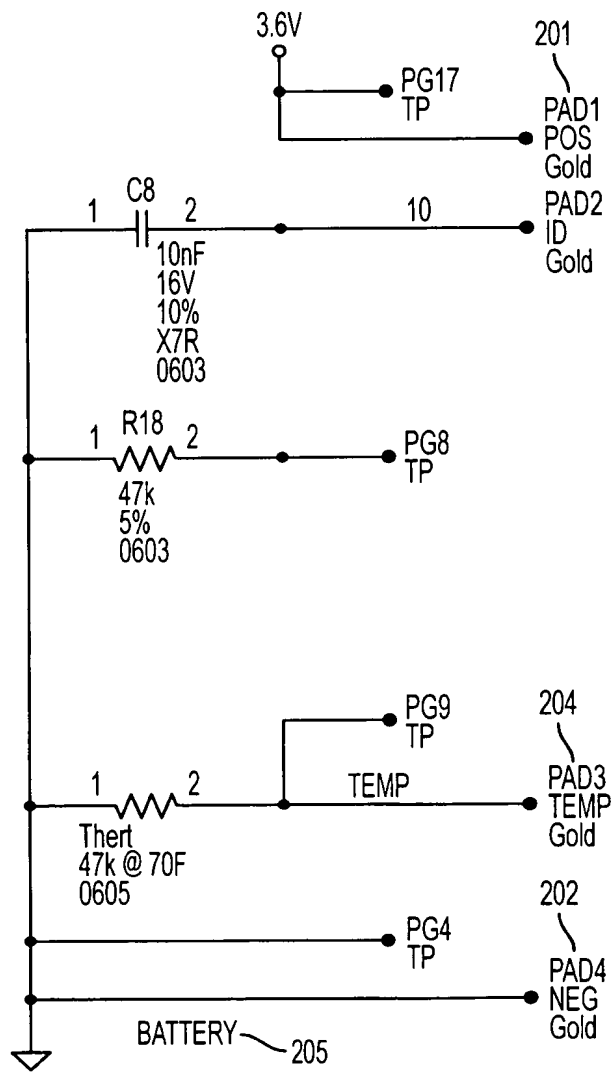 3.6V
201
PG17
TP
PAD1
POS
Gold
C8
1
2
10
PAD2
ID
Gold
10nF
16V
10%
X7R
0603
R18
1
2
PG8
TP
47k
5%
0603
PG9
TP
204
1
2
TEMP
PAD3
TEMP
Gold
Thert
47k @ 70F
0605
202
PG4
TP
PAD4
NEG
Gold
BATTERY
205